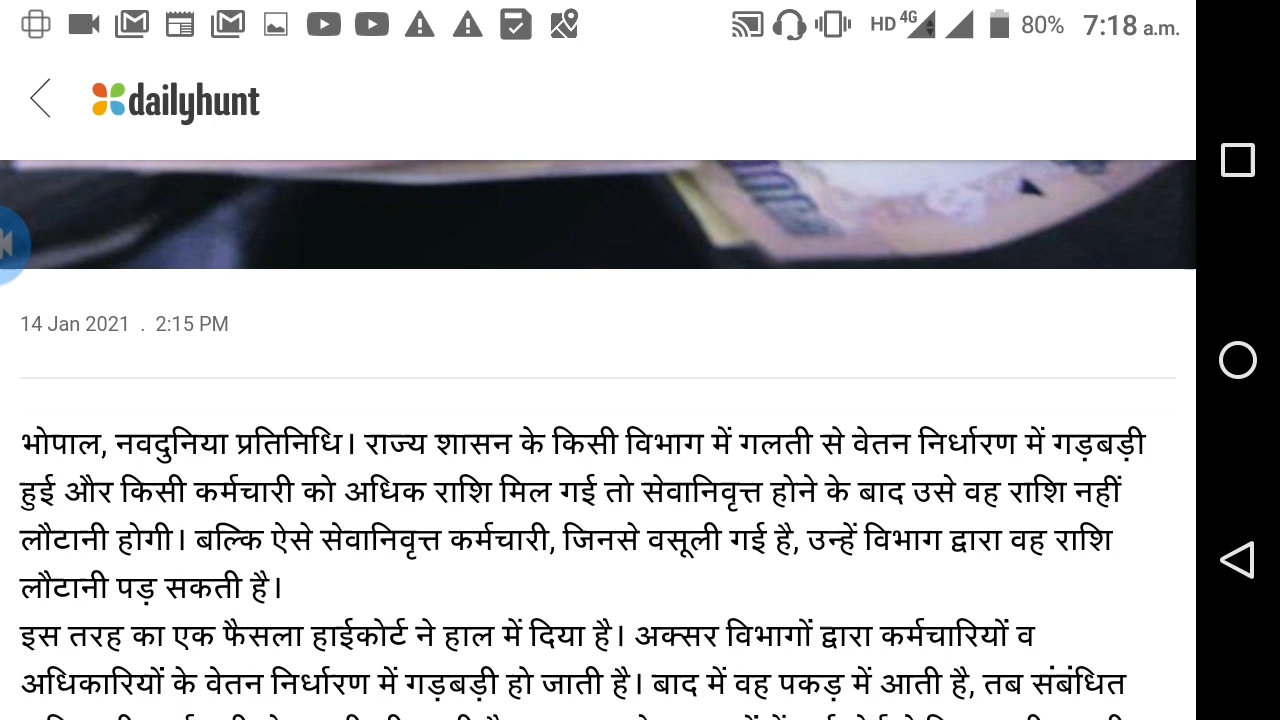 HD 4G 80% 7:18 a.m.
dailyhunt
14 Jan 2021 . 2:15 PM
भोपाल, नवदुनिया प्रतिनिधि। राज्य शासन के किसी विभाग में गलती से वेतन निर्धारण में गड़बड़ी
हुई और किसी कर्मचारी को अधिक राशि मिल गई तो सेवानिवृत्त होने के बाद उसे वह राशि नहीं
लौटानी होगी। बल्कि ऐसे सेवानिवृत्त कर्मचारी, जिनसे वसूली गई है, उन्हें विभाग द्वारा वह राशि
लौटानी पड़ सकती है।
इस तरह का एक फैसला हाईकोर्ट ने हाल में दिया है। अक्सर विभागों द्वारा कर्मचारियों व
अधिकारियों के वेतन निर्धारण में गड़बड़ी हो जाती है। बाद में वह पकड़ में आती है, तब संंबंधित